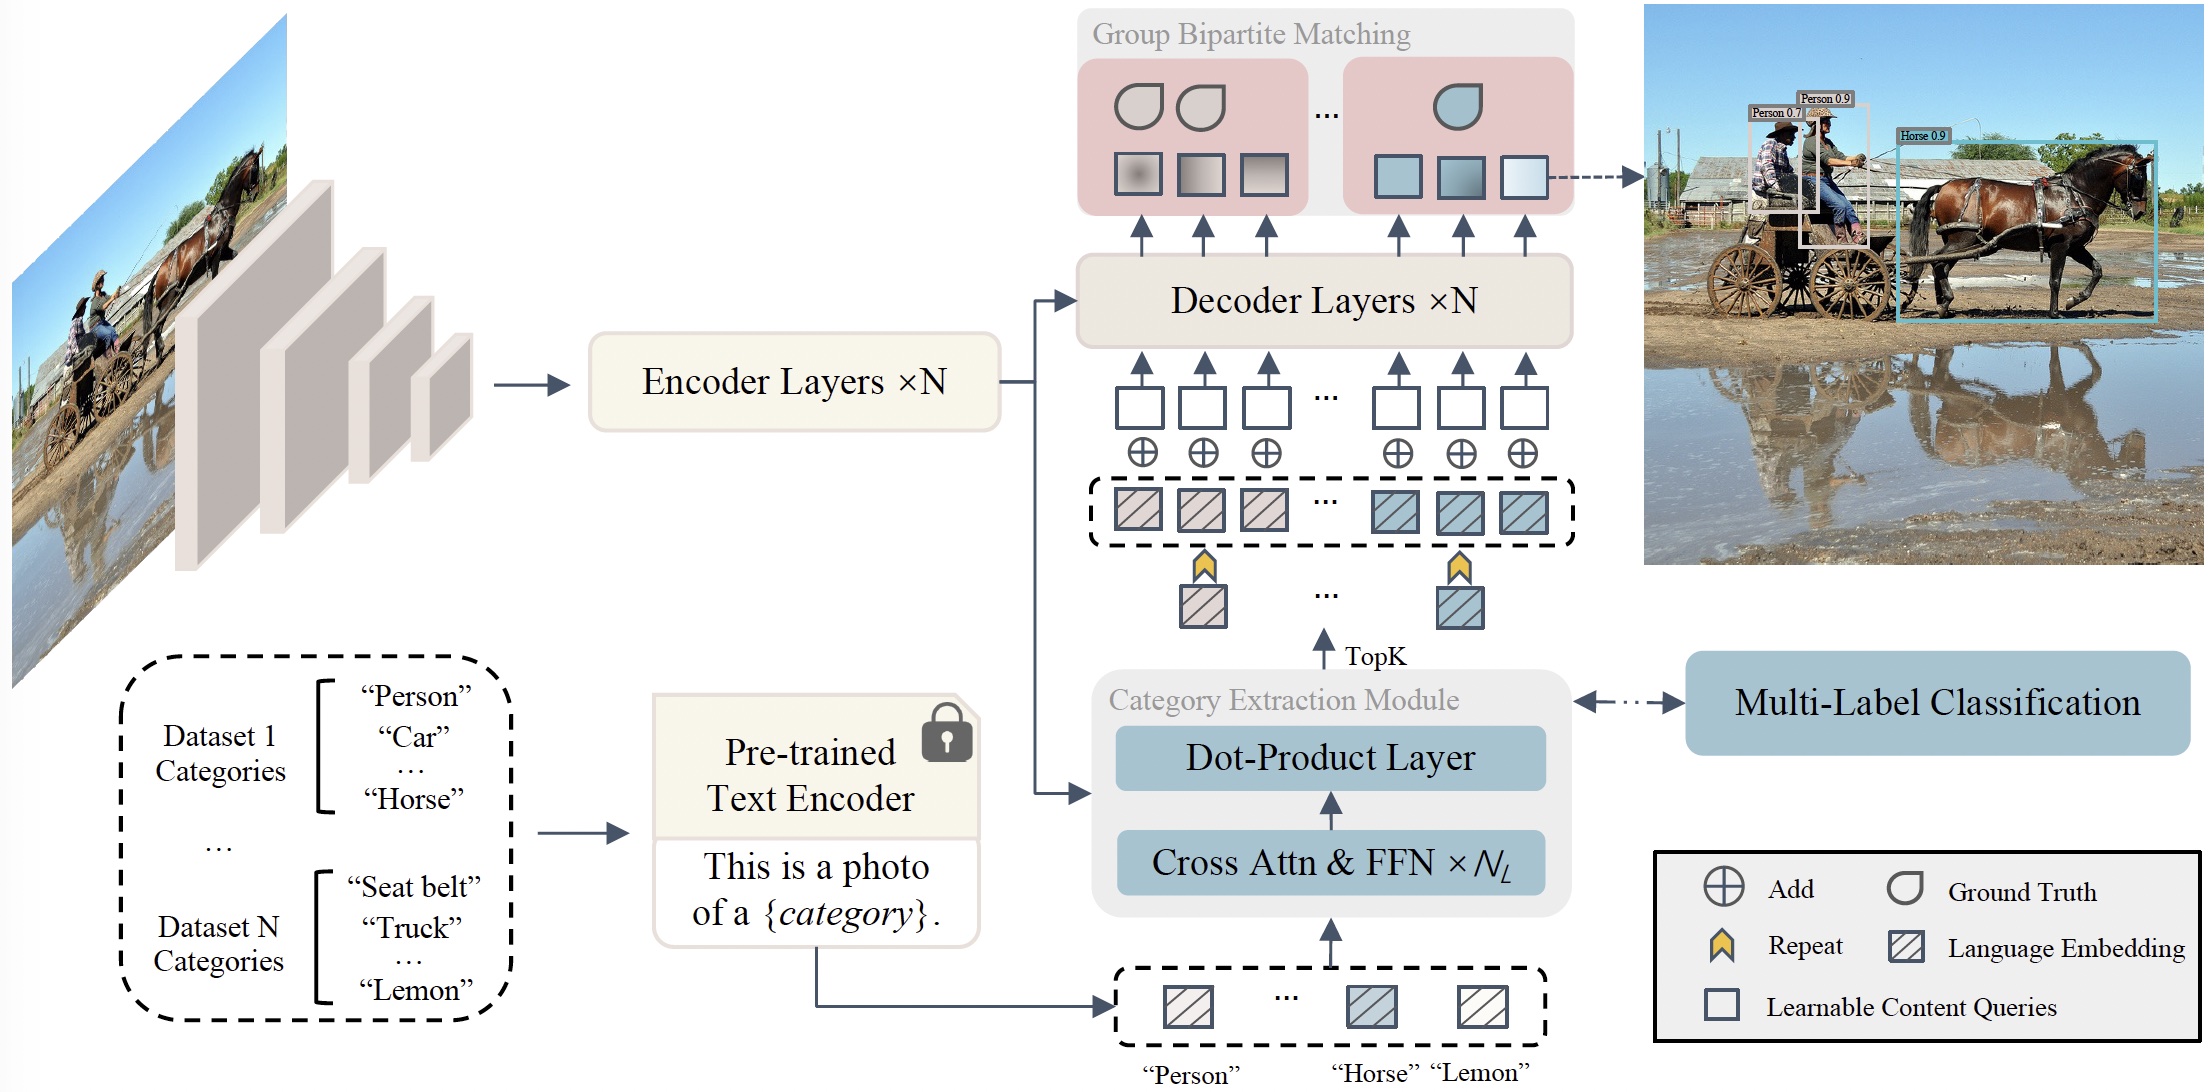 Group Bipartite Matching
...
Person 0.9
Person 0.7
Horse 0.9
Decoder Layers ×N
Encoder Layers ×N
...
...
...
TopK
Category Extraction Module
Dot-Product Layer
Cross Attn & FFN × N_L
Multi-Label Classification
Dataset 1
Categories
“Person”
“Car”
...
“Horse”
...
Dataset N
Categories
“Seat belt”
“Truck”
...
“Lemon”
Pre-trained
Text Encoder
This is a photo
of a {category}.
...
“Person” “Horse” “Lemon”
Add
Ground Truth
Repeat
Language Embedding
Learnable Content Queries